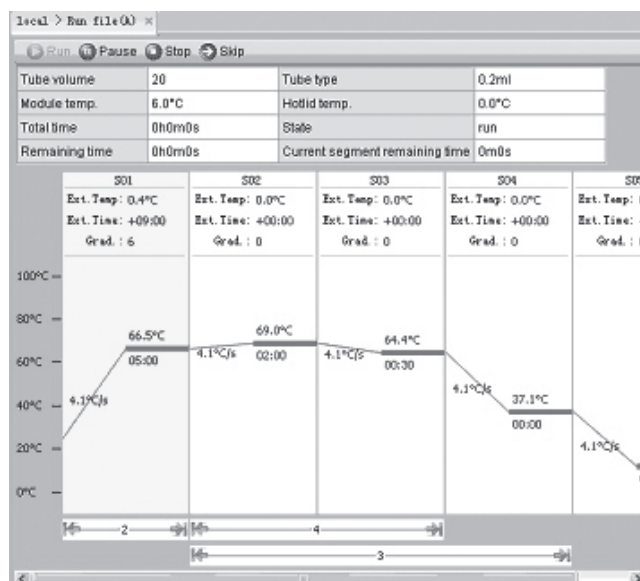 local > Run file(A) ×
Run Pause Stop Skip
Tube volume 20 Tube type 0.2ml
Module temp. 6.0°C Hotlid temp. 0.0°C
Total time 0h0m0s State run
Remaining time 0h0m0s Current segment remaining time 0m0s
S01 S02 S03 S04 S05
Ext.Temp: 0.4°C Ext.Temp: 0.0°C Ext.Temp: 0.0°C Ext.Temp: 0.0°C Ext.Temp:
Ext.Time: +09:00 Ext.Time: +00:00 Ext.Time: +00:00 Ext.Time: +00:00 Ext.Time:
Grad.: 6 Grad.: 0 Grad.: 0 Grad.: 0 Grad.:
100°C
80°C
66.5°C 69.0°C 64.4°C
60°C 05:00 4.1°C/s 02:00 4.1°C/s 00:30
4.1°C/s
40°C 4.1°C/s 37.1°C
00:00
20°C 4.1°C/s
0°C
2 4
3